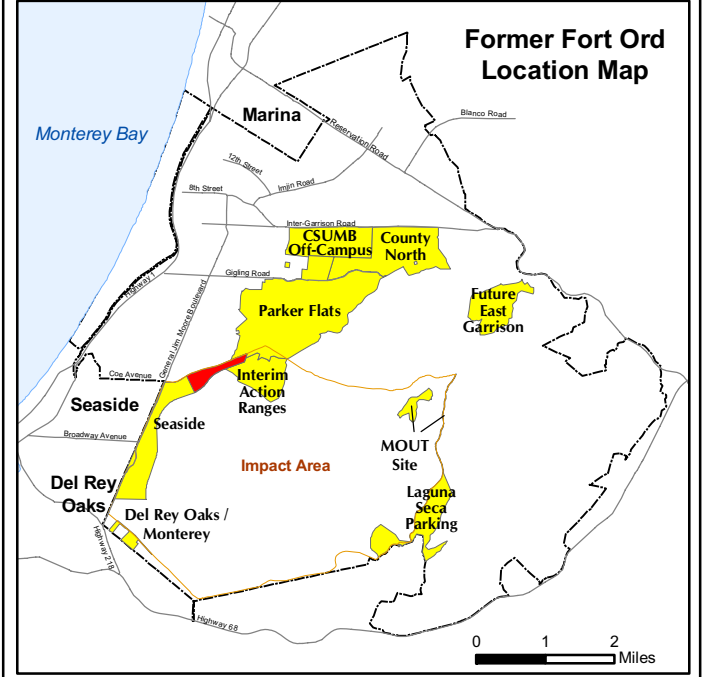 Former Fort Ord
Location Map
Marina
Monterey Bay
Blanco Road
Reservation Road
12th Street
Imjin Road
8th Street
Inter-Garrison Road
CSUMB
Off-Campus
County
North
Gigling Road
Highway 1
General Jim Moore Boulevard
Parker Flats
Future
East
Garrison
Coe Avenue
Interim
Action
Ranges
Seaside
Seaside
Broadway Avenue
MOUT
Site
Impact Area
Del Rey
Oaks
Laguna
Seca
Parking
Del Rey Oaks /
Monterey
Highway 218
Highway 68
0 1 2
Miles